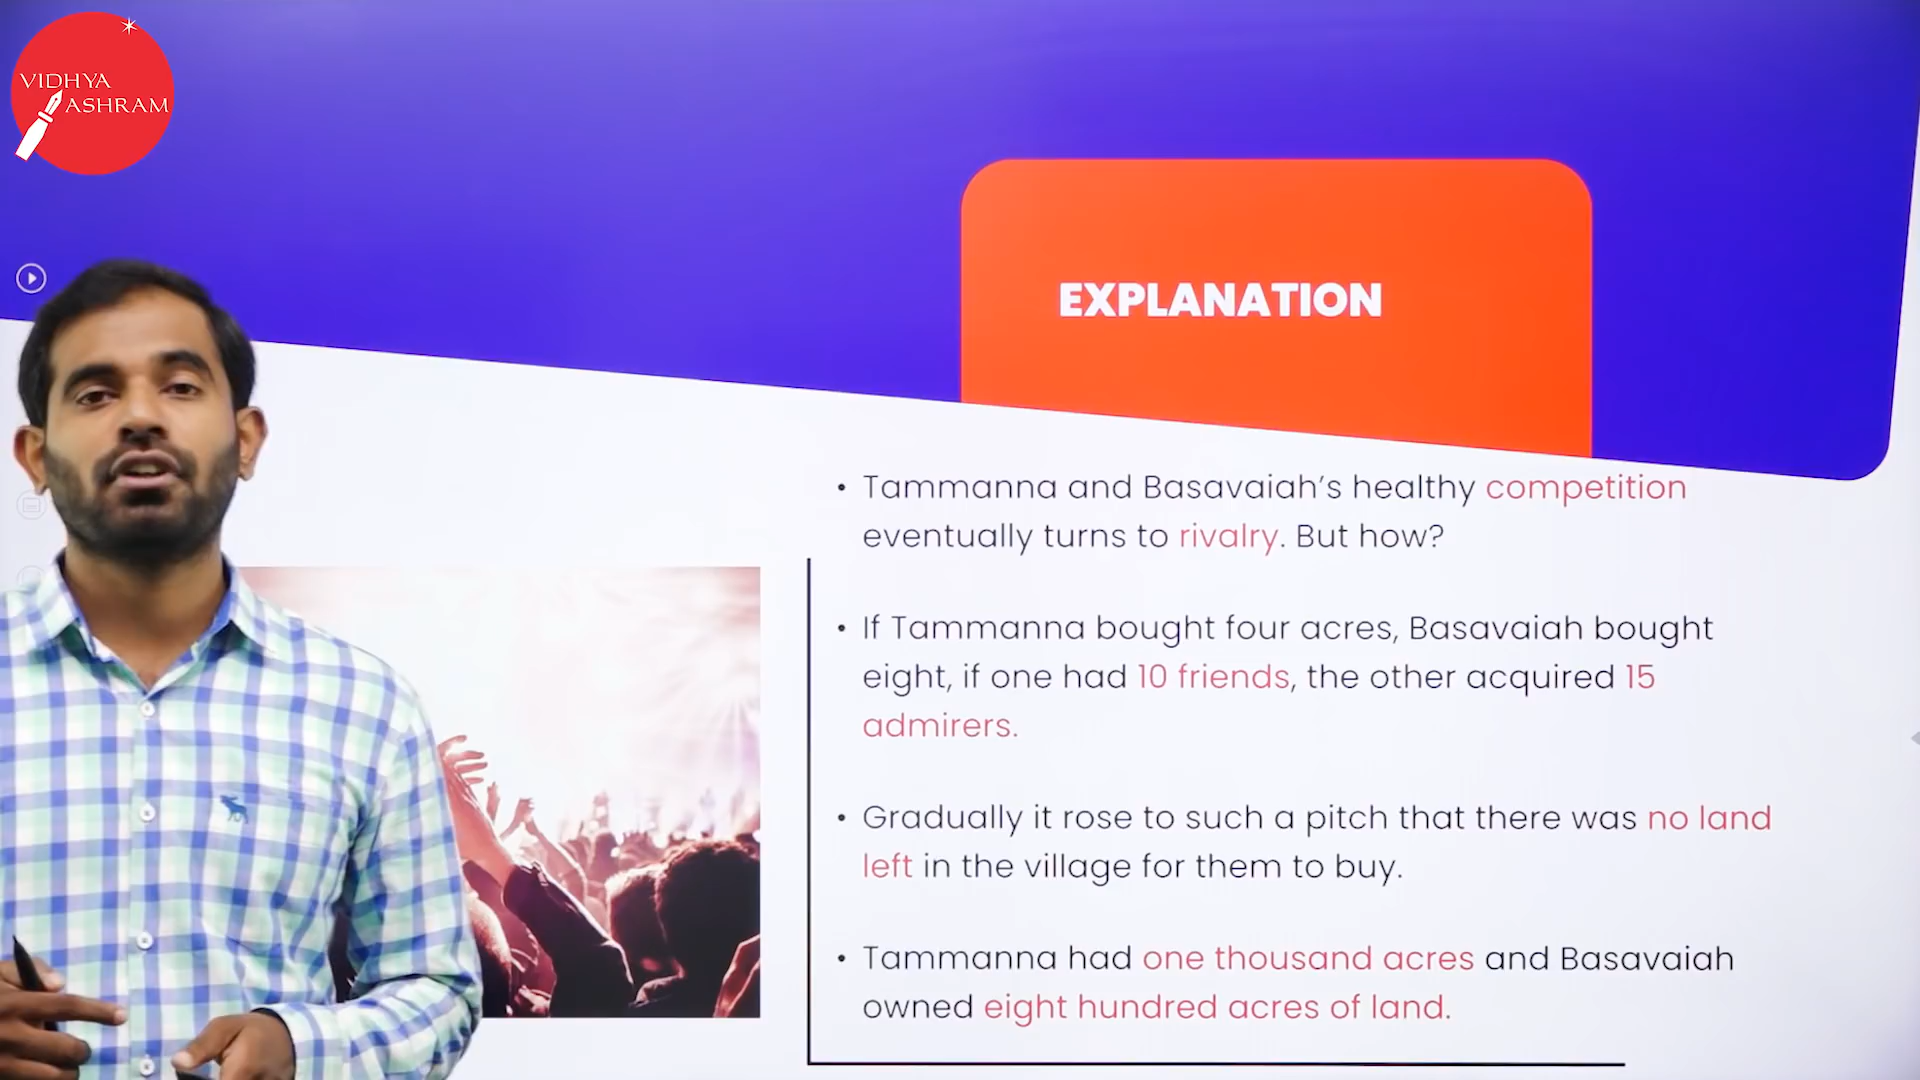 VIDHYA
ASHRAM
EXPLANATION
• Tammanna and Basavaiah's healthy competition
eventually turns to rivalry. But how?
• If Tammanna bought four acres, Basavaiah bought
eight, if one had 10 friends, the other acquired 15
admirers.
• Gradually it rose to such a pitch that there was no land
left in the village for them to buy.
• Tammanna had one thousand acres and Basavaiah
owned eight hundred acres of land.